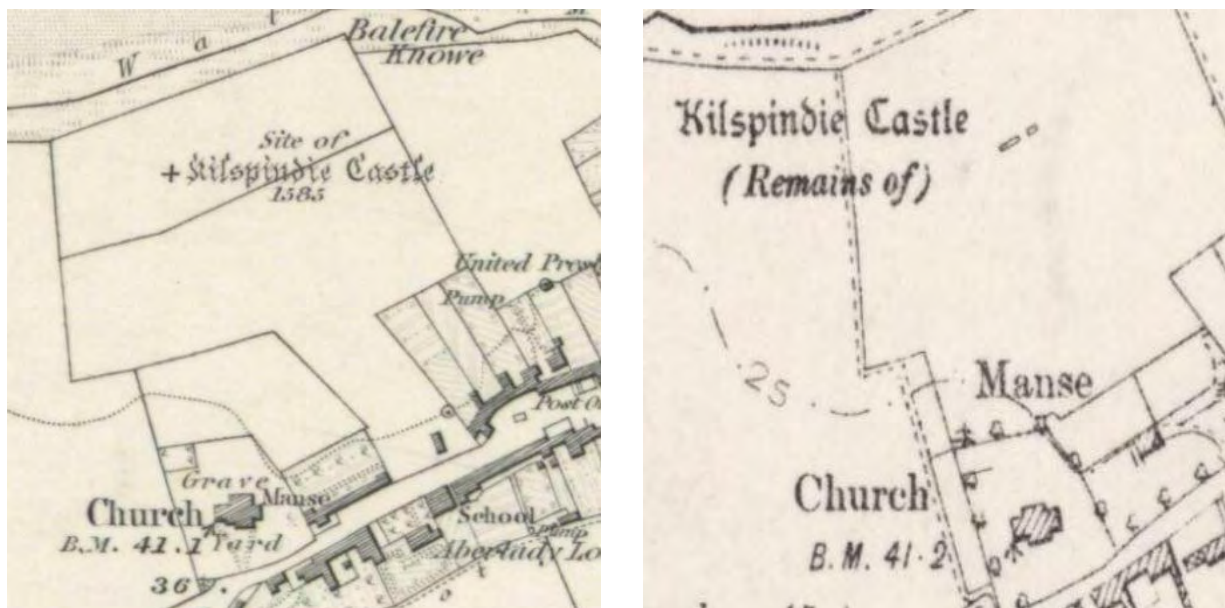 Balefire
Knowe
W a
Site of
Kilspindie Castle
1585
United Presb
Pump
Post O
Grave
Manse
Church
School
Pump
B.M. 41.1
Yard
Aberlady Lo
36
Kilspindie Castle
(Remains of)
25
Manse
Church
B.M. 41.2